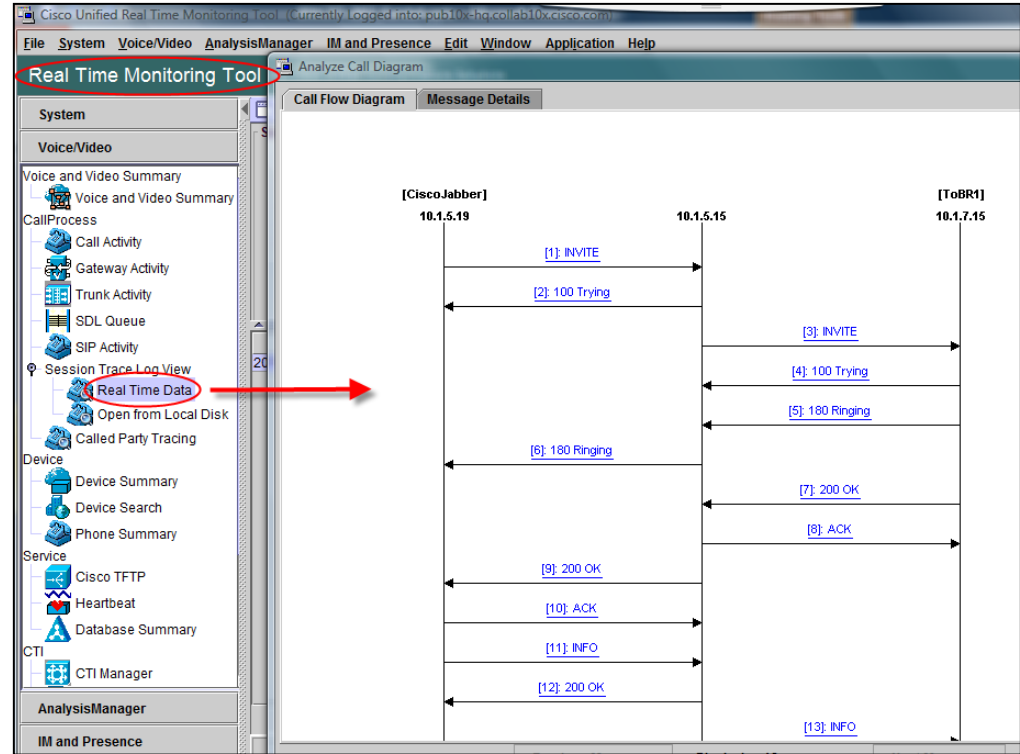 Cisco Unified Real Time Monitoring Tool (Currently Logged into: pub10x-hq.collab10x.cisco.com)
File System Voice/Video AnalysisManager IM and Presence Edit Window Application Help
Real Time Monitoring Tool
System
Voice/Video
Voice and Video Summary
Voice and Video Summary
CallProcess
Call Activity
Gateway Activity
Trunk Activity
SDL Queue
SIP Activity
Session Trace Log View
Real Time Data
Open from Local Disk
Called Party Tracing
Device
Device Summary
Device Search
Phone Summary
Service
Cisco TFTP
Heartbeat
Database Summary
CTI
CTI Manager
AnalysisManager
IM and Presence
S
20
Analyze Call Diagram
Call Flow Diagram Message Details
[CiscoJabber] [ToBR1]
10.1.5.19 10.1.5.15 10.1.7.15
[1]: INVITE
[2]: 100 Trying
[3]: INVITE
[4]: 100 Trying
[5]: 180 Ringing
[6]: 180 Ringing
[7]: 200 OK
[8]: ACK
[9]: 200 OK
[10]: ACK
[11]: INFO
[12]: 200 OK
[13]: INFO